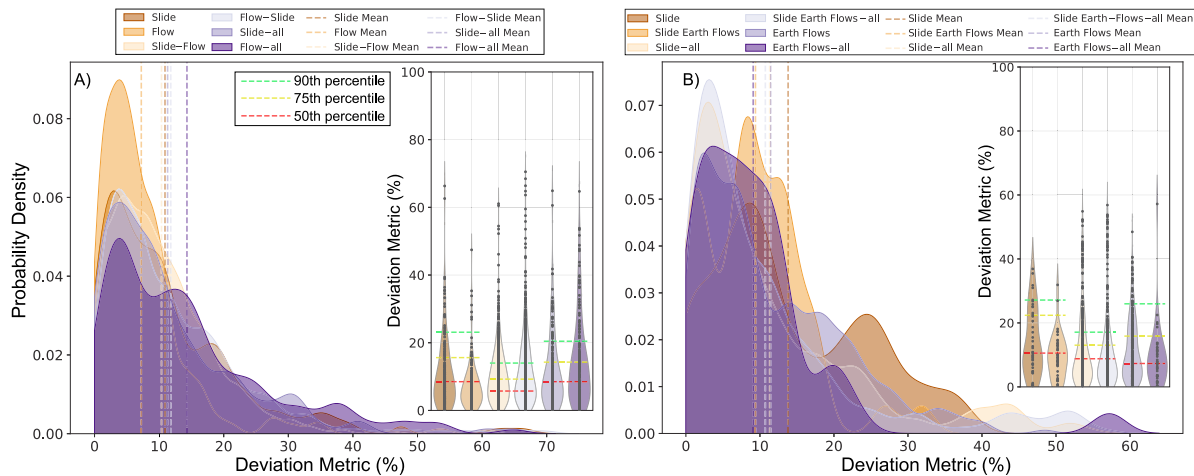 Slide Flow−Slide Slide Mean Flow−Slide Mean
Flow Slide−all Flow Mean Slide−all Mean
Slide−Flow Flow−all Slide−Flow Mean Flow−all Mean
A)
90th percentile
75th percentile
50th percentile
Probability Density
0.08
0.06
0.04
0.02
0.00
0 10 20 30 40 50 60 70
Deviation Metric (%)
Deviation Metric (%)
100
80
60
40
20
0
Slide Slide Earth Flows−all Slide Mean Slide Earth−Flows−all Mean
Slide Earth Flows Earth Flows Slide Earth Flows Mean Earth Flows Mean
Slide−all Earth Flows−all Slide−all Mean Earth Flows−all Mean
B)
0.07
0.06
0.05
0.04
0.03
0.02
0.01
0.00
0 10 20 30 40 50 60
Deviation Metric (%)
Deviation Metric (%)
100
80
60
40
20
0